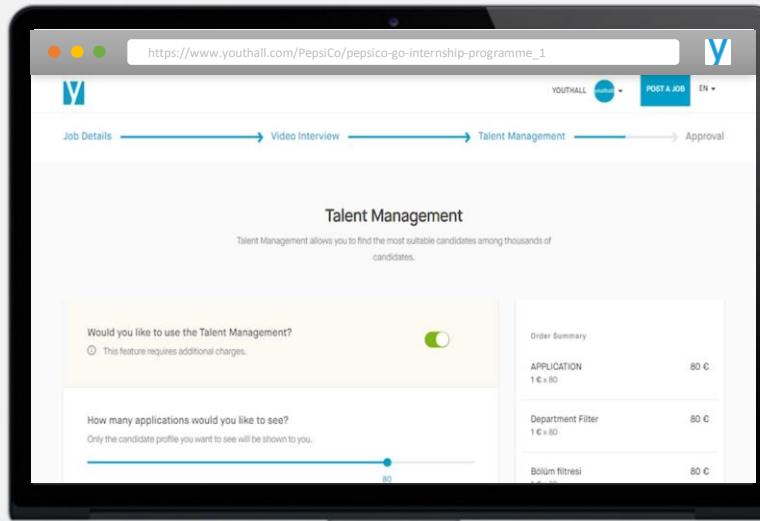 https://www.youthall.com/PepsiCo/pepsico-go-internship-programme_1
y
y
YOUTHALL
POST A JOB
EN
Job Details
Video Interview
Talent Management
Approval
Talent Management
Talent Management allows you to find the most suitable candidates among thousands of
candidates.
Would you like to use the Talent Management?
This feature requires additional charges.
How many applications would you like to see?
Only the candidate profile you want to see will be shown to you.
80
Order Summary
APPLICATION 80 €
1 € x 80
Department Filter 80 €
1 € x 80
Bölüm filtresi 80 €